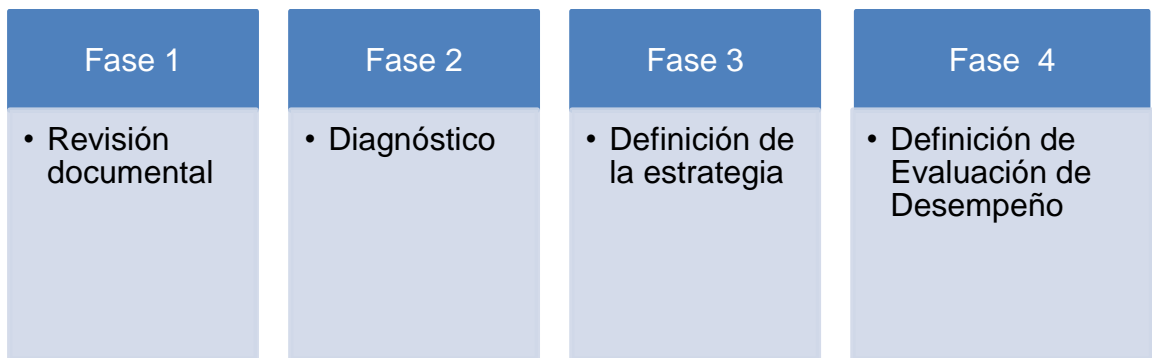 Fase 1
• Revisión
documental
Fase 2
• Diagnóstico
Fase 3
• Definición de
la estrategia
Fase  4
• Definición de
Evaluación de
Desempeño